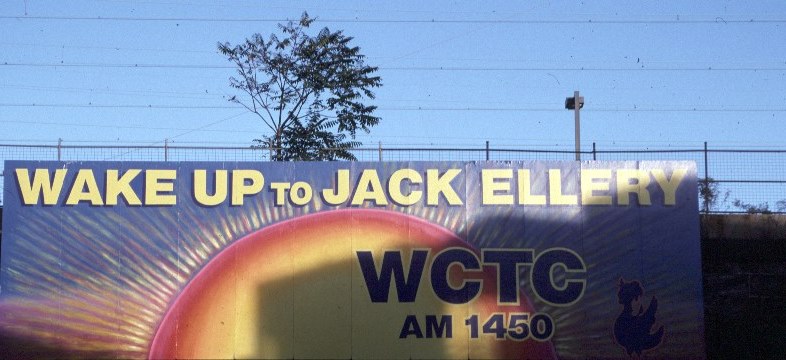 WAKE UP TO JACK ELLERY
WCTC
AM 1450